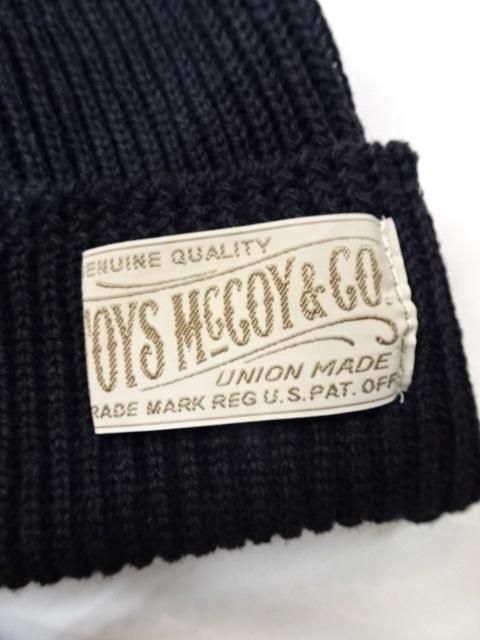 ENUINE QUALITY
OYS McCOY & CO.
UNION MADE
RADE MARK REG U.S. PAT. OFF